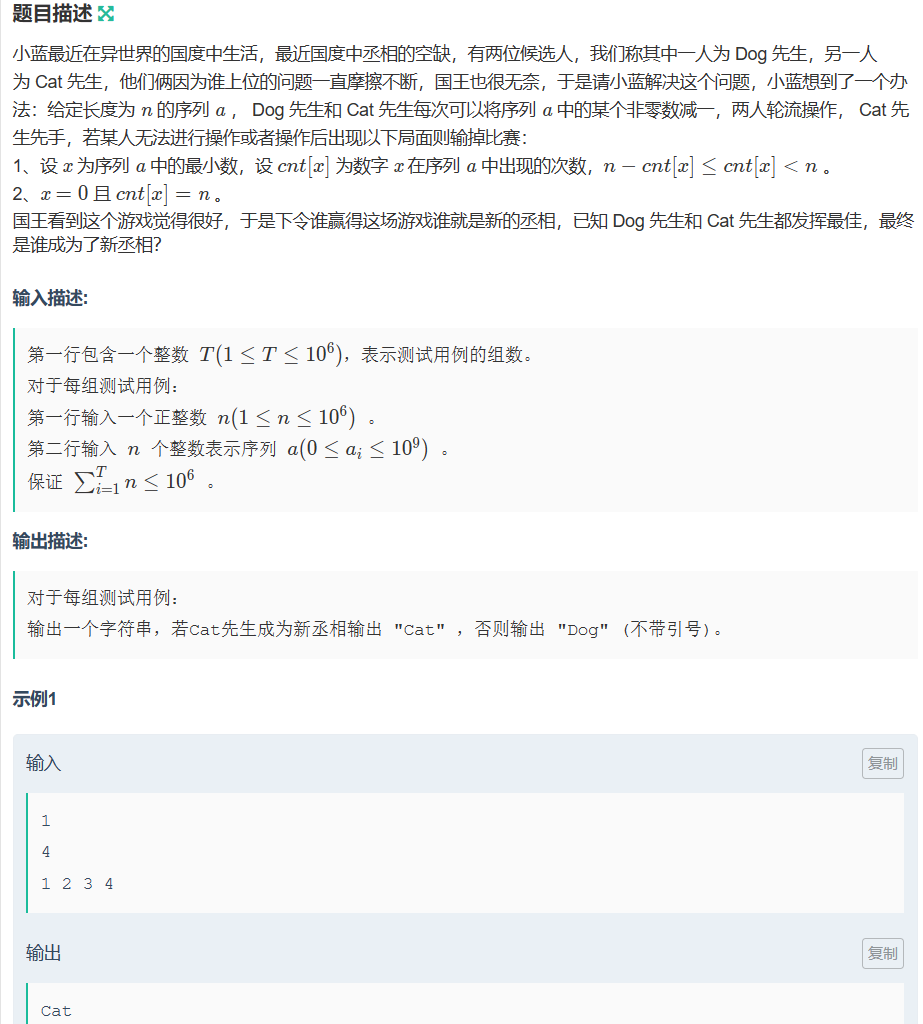 题目描述
小蓝最近在异世界的国度中生活，最近国度中丞相的空缺，有两位候选人，我们称其中一人为 Dog 先生，另一人
为 Cat 先生，他们俩因为谁上位的问题一直摩擦不断，国王也很无奈，于是请小蓝解决这个问题，小蓝想到了一个办
法：给定长度为 n 的序列 a ， Dog 先生和 Cat 先生每次可以将序列 a 中的某个非零数减一，两人轮流操作， Cat 先
生先手，若某人无法进行操作或者操作后出现以下局面则输掉比赛：
1、设 x 为序列 a 中的最小数，设 cnt[x] 为数字 x 在序列 a 中出现的次数，n − cnt[x] ≤ cnt[x] < n 。
2、x = 0 且 cnt[x] = n 。
国王看到这个游戏觉得很好，于是下令谁赢得这场游戏谁就是新的丞相，已知 Dog 先生和 Cat 先生都发挥最佳，最终
是谁成为了新丞相？
输入描述:
第一行包含一个整数 T(1 ≤ T ≤ 10^6)，表示测试用例的组数。
对于每组测试用例：
第一行输入一个正整数 n(1 ≤ n ≤ 10^6) 。
第二行输入 n 个整数表示序列 a(0 ≤ a_i ≤ 10^9) 。
保证 ∑_{i=1}^{T} n ≤ 10^6 。
输出描述:
对于每组测试用例：
输出一个字符串，若Cat先生成为新丞相输出 "Cat" ，否则输出 "Dog" (不带引号)。
示例1
输入
复制
1
4
1 2 3 4
输出
复制
Cat